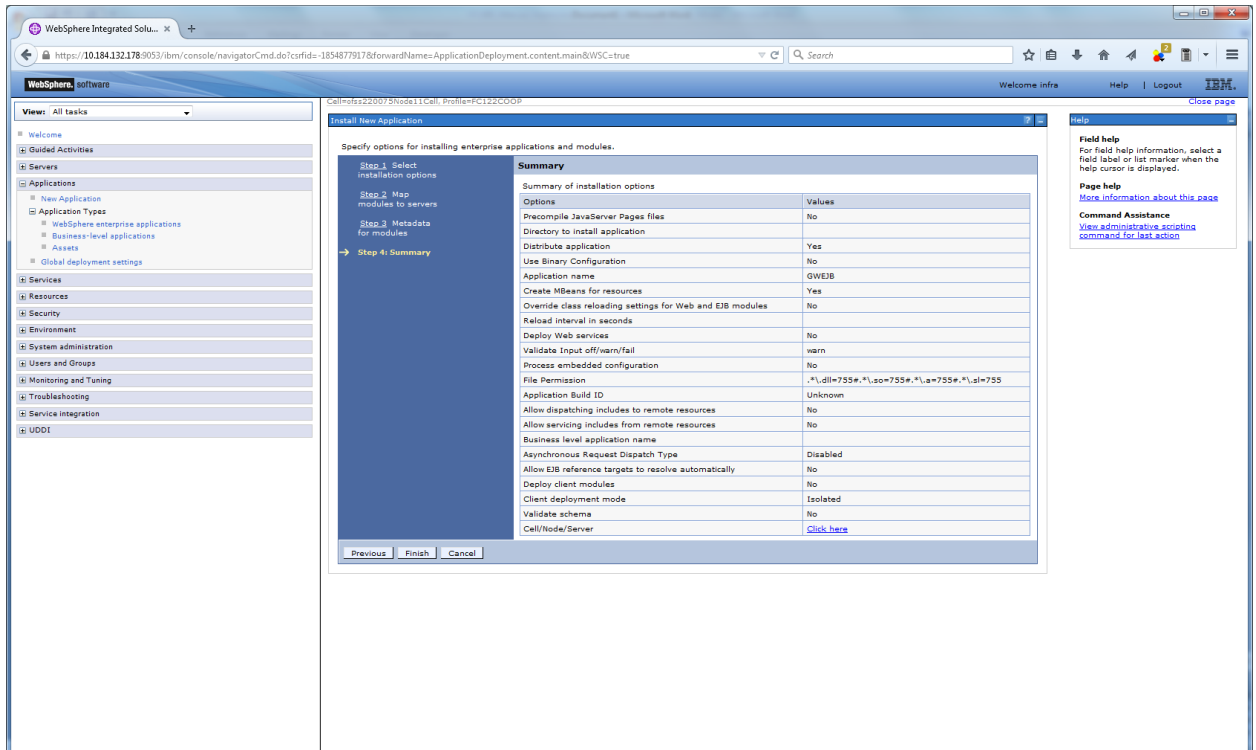 WebSphere Integrated Solu... × +
https://10.184.132.178:9053/ibm/console/navigatorCmd.do?csrfid=-1854877917&forwardName=ApplicationDeployment.content.main&WSC=true
Search
2
WebSphere. software
Welcome infra
Help | Logout
IBM.
View: All tasks
Welcome
Guided Activities
Servers
Applications
New Application
Application Types
WebSphere enterprise applications
Business-level applications
Assets
Global deployment settings
Services
Resources
Security
Environment
System administration
Users and Groups
Monitoring and Tuning
Troubleshooting
Service integration
UDDI
Cell=ofss220075Node11Cell, Profile=FC122COOP
Close page
Install New Application
?
Specify options for installing enterprise applications and modules.
Step 1 Select
installation options
Step 2 Map
modules to servers
Step 3 Metadata
for modules
Step 4: Summary
Summary
Summary of installation options
Options Values
Precompile JavaServer Pages files No
Directory to install application
Distribute application Yes
Use Binary Configuration No
Application name GWEJB
Create MBeans for resources Yes
Override class reloading settings for Web and EJB modules No
Reload interval in seconds
Deploy Web services No
Validate Input off/warn/fail warn
Process embedded configuration No
File Permission .*\.dll=755#.*\.so=755#.*\.a=755#.*\.sl=755
Application Build ID Unknown
Allow dispatching includes to remote resources No
Allow servicing includes from remote resources No
Business level application name
Asynchronous Request Dispatch Type Disabled
Allow EJB reference targets to resolve automatically No
Deploy client modules No
Client deployment mode Isolated
Validate schema No
Cell/Node/Server Click here
Previous Finish Cancel
Help
Field help
For field help information, select a
field label or list marker when the
help cursor is displayed.
Page help
More information about this page
Command Assistance
View administrative scripting
command for last action